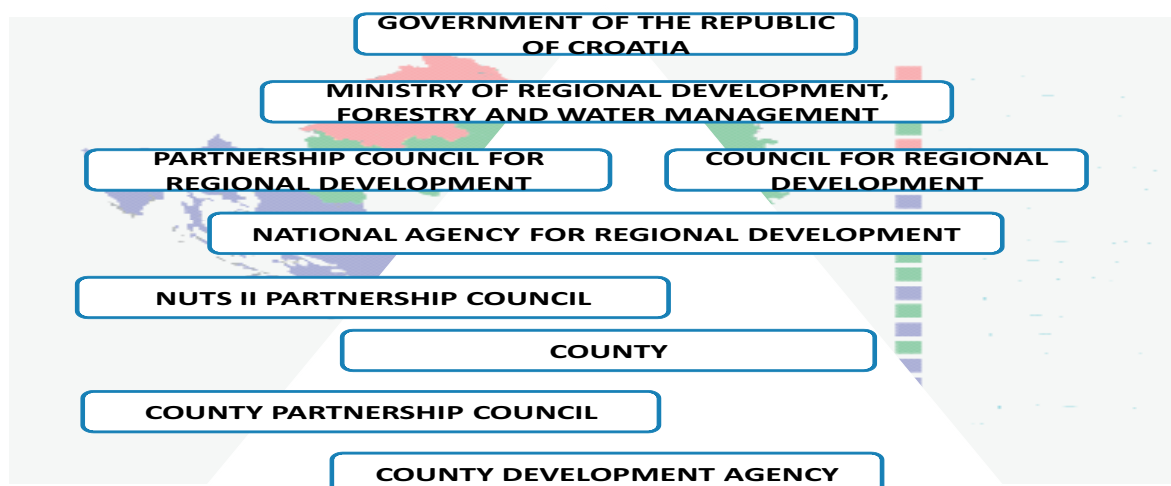 GOVERNMENT OF THE REPUBLIC
OF CROATIA
MINISTRY OF REGIONAL DEVELOPMENT,
FORESTRY AND WATER MANAGEMENT
PARTNERSHIP COUNCIL FOR
REGIONAL DEVELOPMENT
COUNCIL FOR REGIONAL
DEVELOPMENT
NATIONAL AGENCY FOR REGIONAL DEVELOPMENT
NUTS II PARTNERSHIP COUNCIL
COUNTY
COUNTY PARTNERSHIP COUNCIL
COUNTY DEVELOPMENT AGENCY